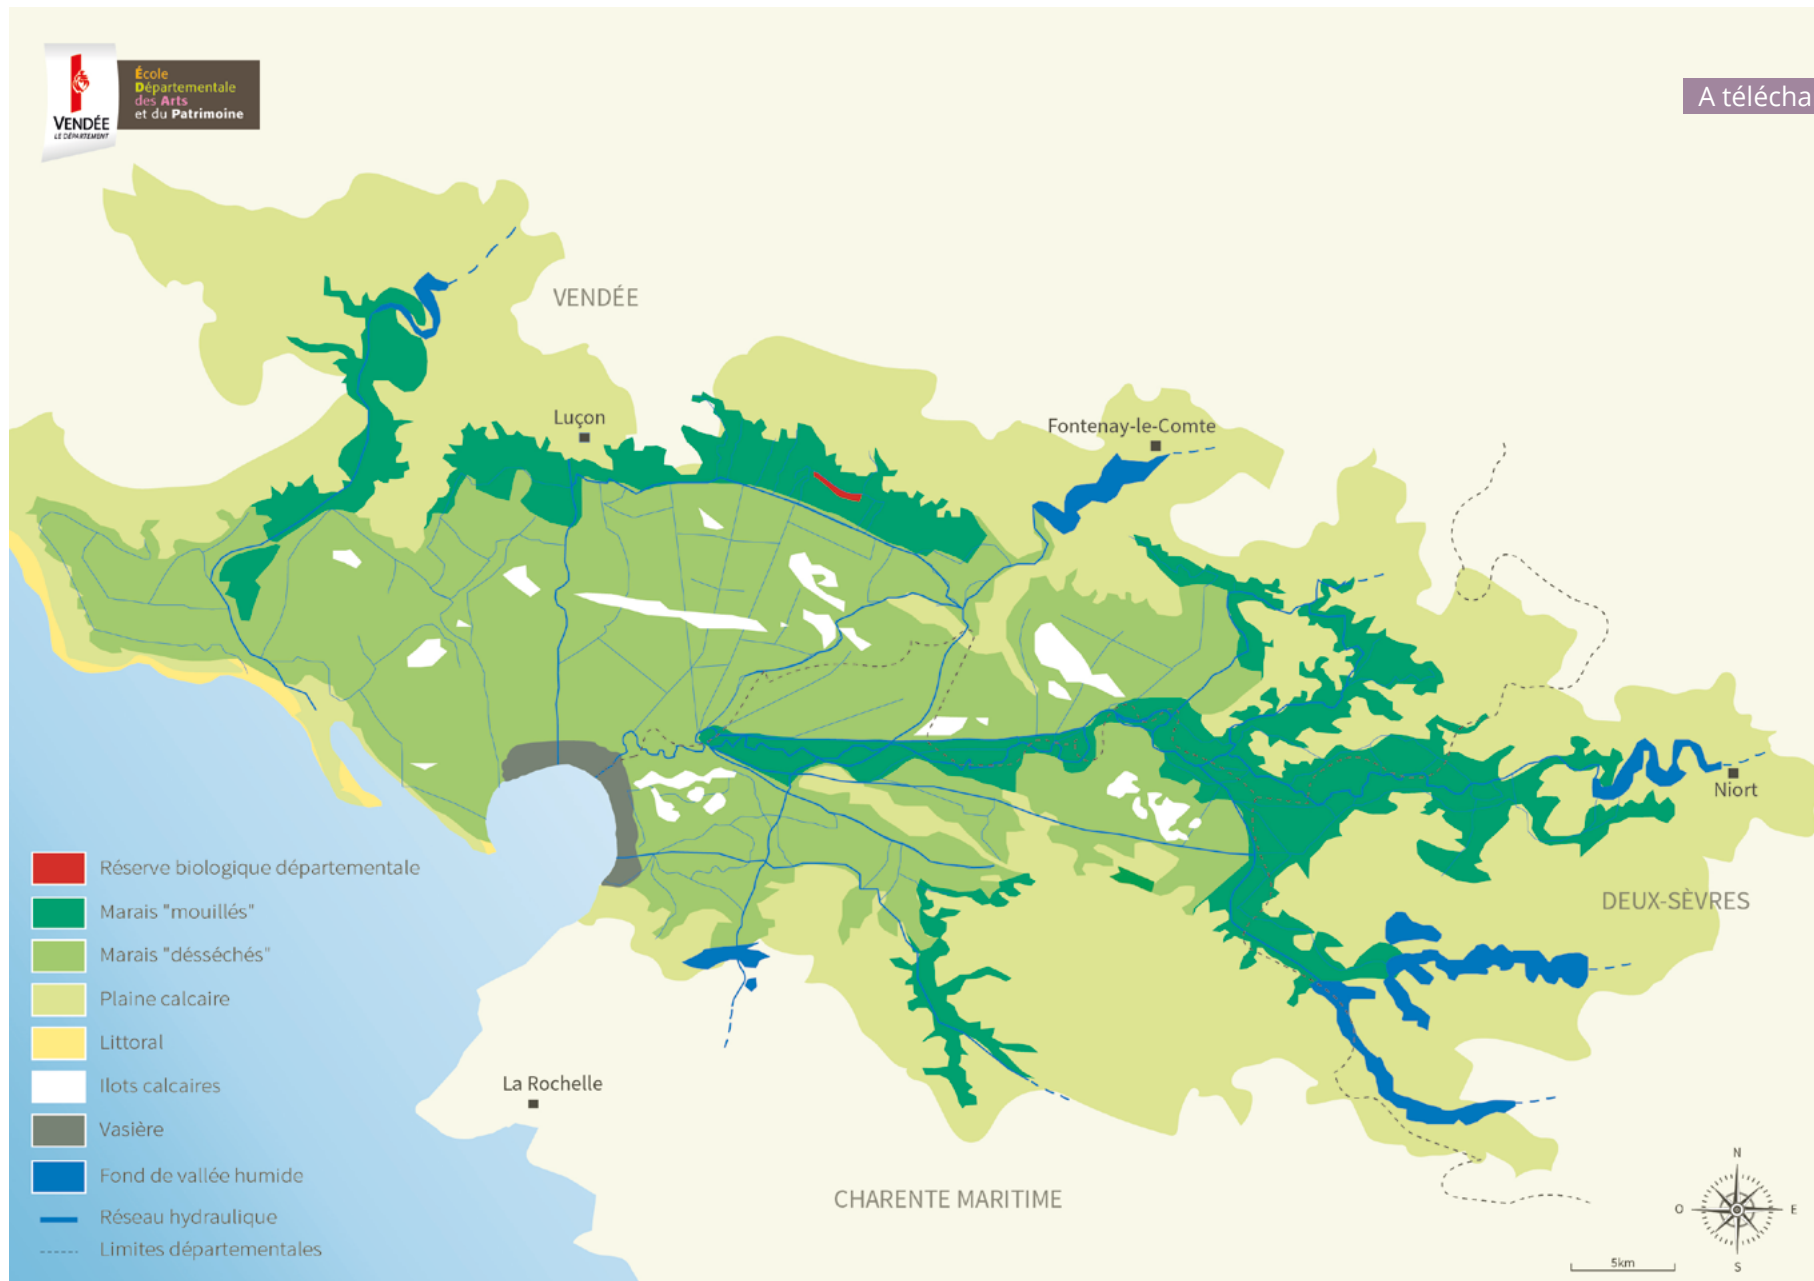 VENDÉE
LE DÉPARTEMENT
École
Départementale
des Arts
et du Patrimoine
A télécha
VENDÉE
Luçon
Fontenay-le-Comte
Niort
DEUX-SÈVRES
La Rochelle
CHARENTE MARITIME
Réserve biologique départementale
Marais "mouillés"
Marais "désséchés"
Plaine calcaire
Littoral
Ilots calcaires
Vasière
Fond de vallée humide
Réseau hydraulique
Limites départementales
N
O
E
S
5km